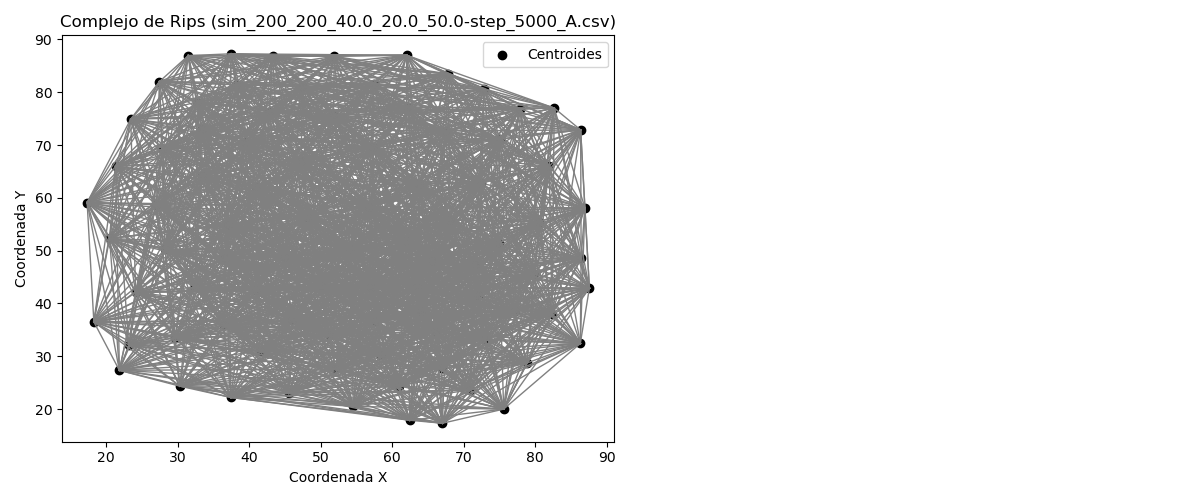 Complejo de Rips (sim_200_200_40.0_20.0_50.0-step_5000_A.csv)
90
80
70
60
50
40
30
20
Coordenada Y
Centroides
20 30 40 50 60 70 80 90
Coordenada X